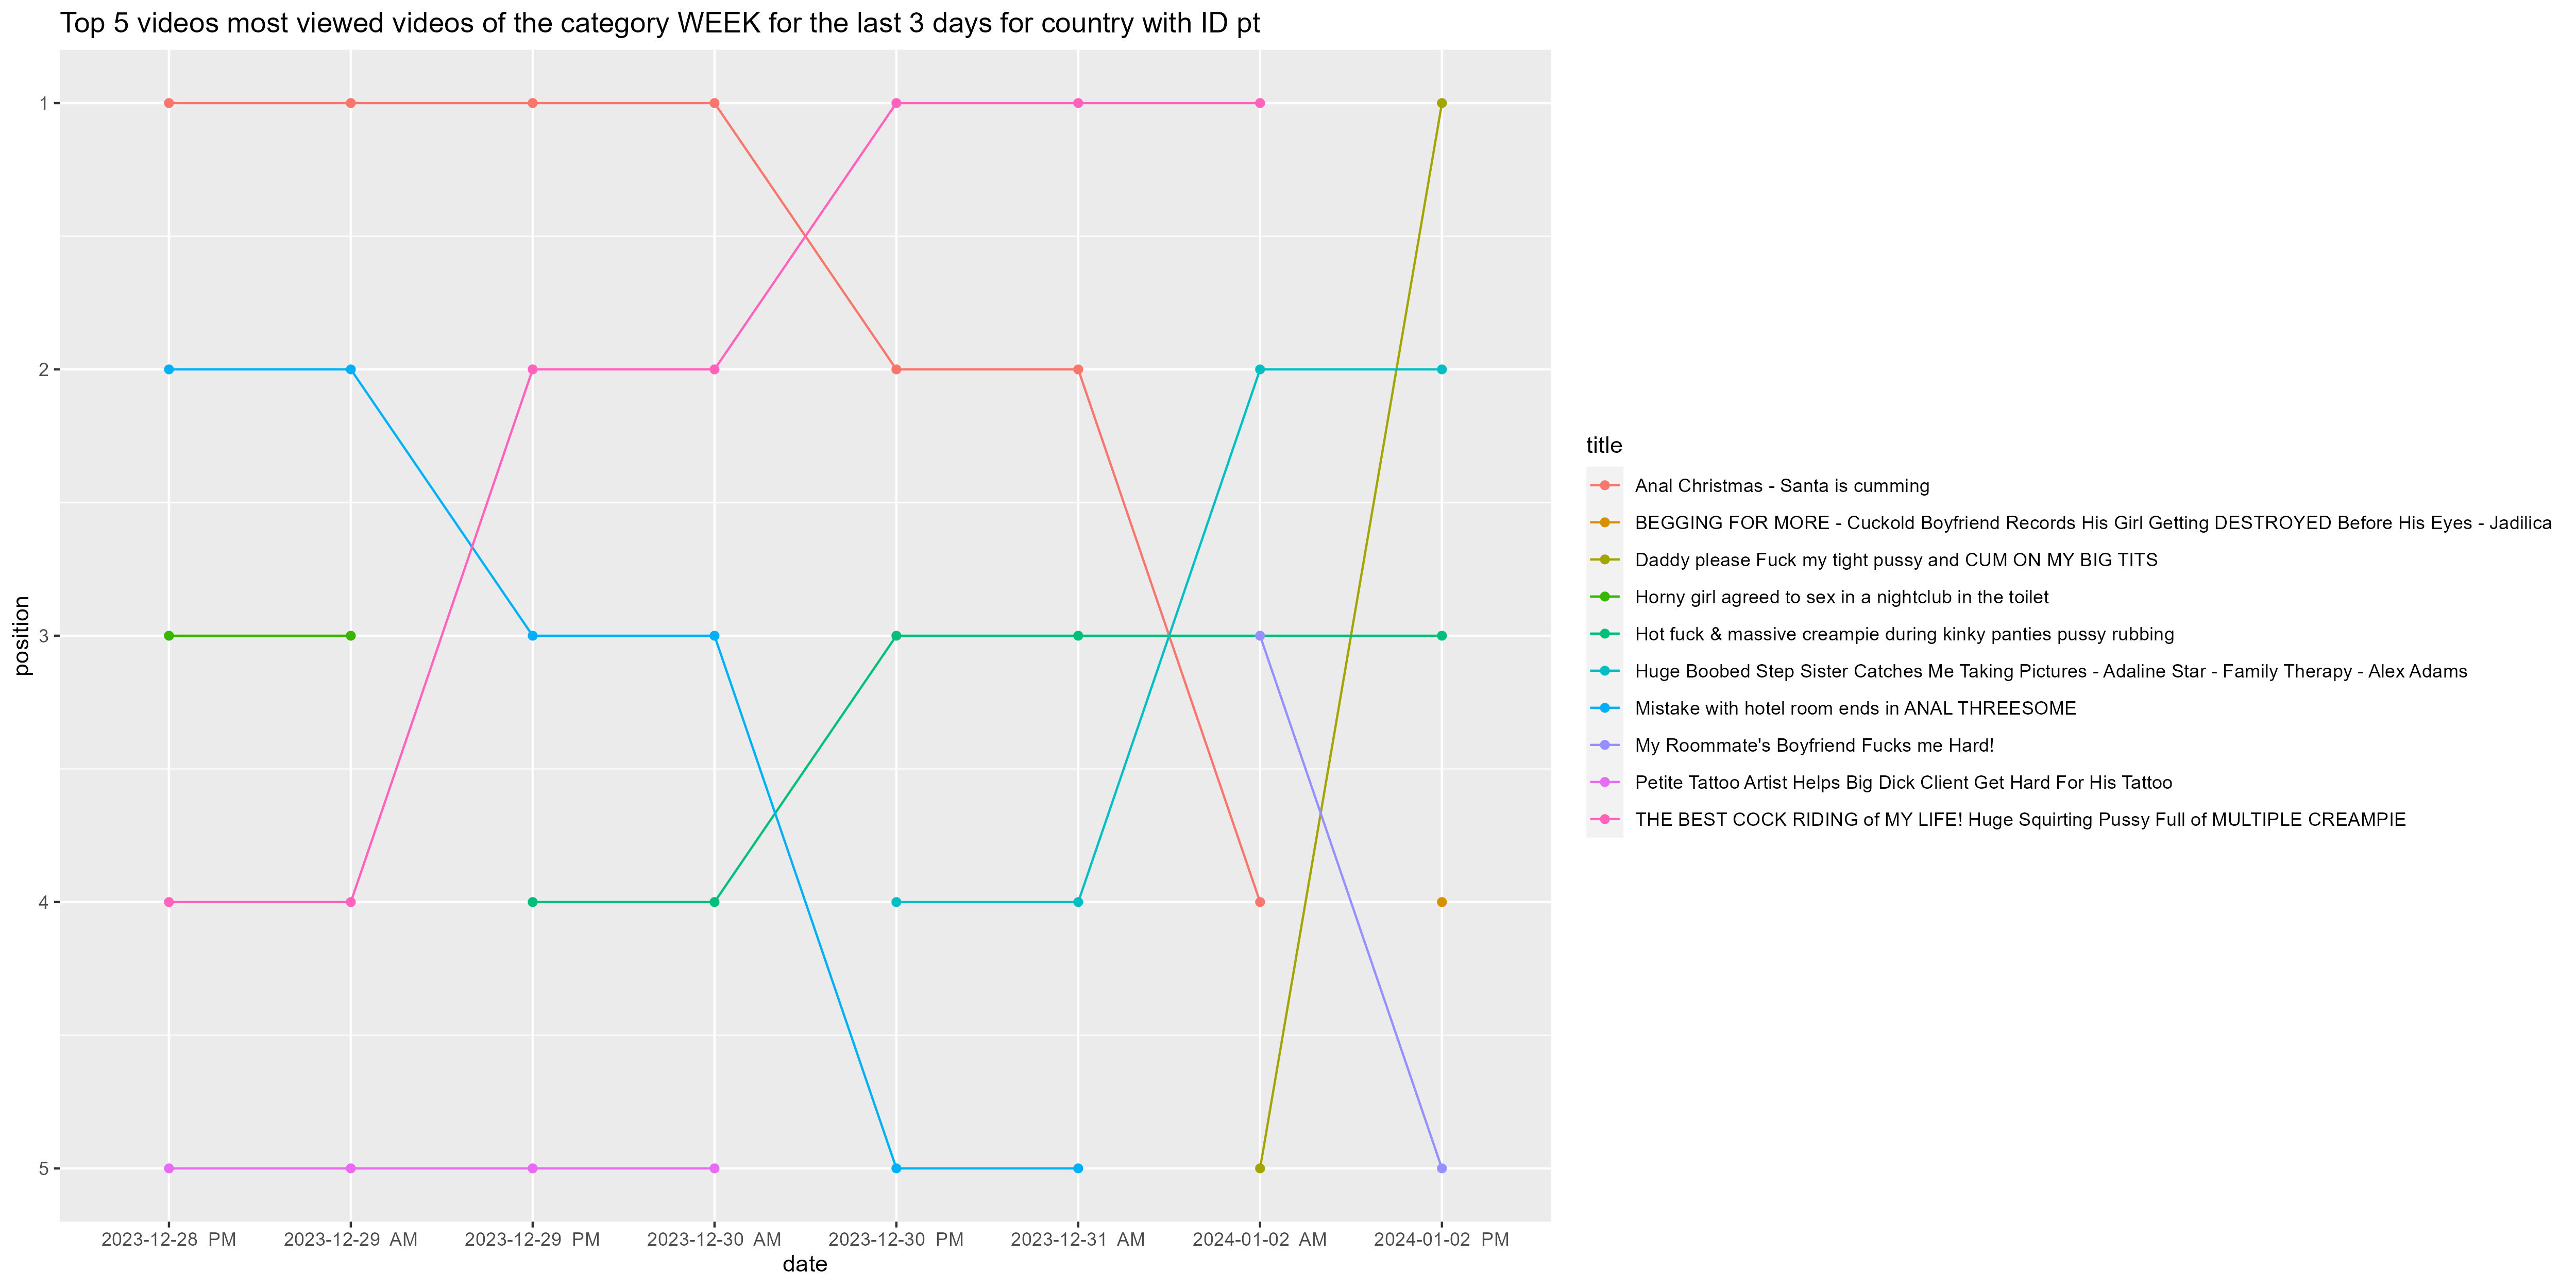 Top 5 videos most viewed videos of the category WEEK for the last 3 days for country with ID pt
position
1
2
3
4
5
2023-12-28 PM
2023-12-29 AM
2023-12-29 PM
2023-12-30 AM
2023-12-30 PM
2023-12-31 AM
2024-01-02 AM
2024-01-02 PM
date
title
Anal Christmas - Santa is cumming
BEGGING FOR MORE - Cuckold Boyfriend Records His Girl Getting DESTROYED Before His Eyes - Jadilica
Daddy please Fuck my tight pussy and CUM ON MY BIG TITS
Horny girl agreed to sex in a nightclub in the toilet
Hot fuck & massive creampie during kinky panties pussy rubbing
Huge Boobed Step Sister Catches Me Taking Pictures - Adaline Star - Family Therapy - Alex Adams
Mistake with hotel room ends in ANAL THREESOME
My Roommate's Boyfriend Fucks me Hard!
Petite Tattoo Artist Helps Big Dick Client Get Hard For His Tattoo
THE BEST COCK RIDING of MY LIFE! Huge Squirting Pussy Full of MULTIPLE CREAMPIE